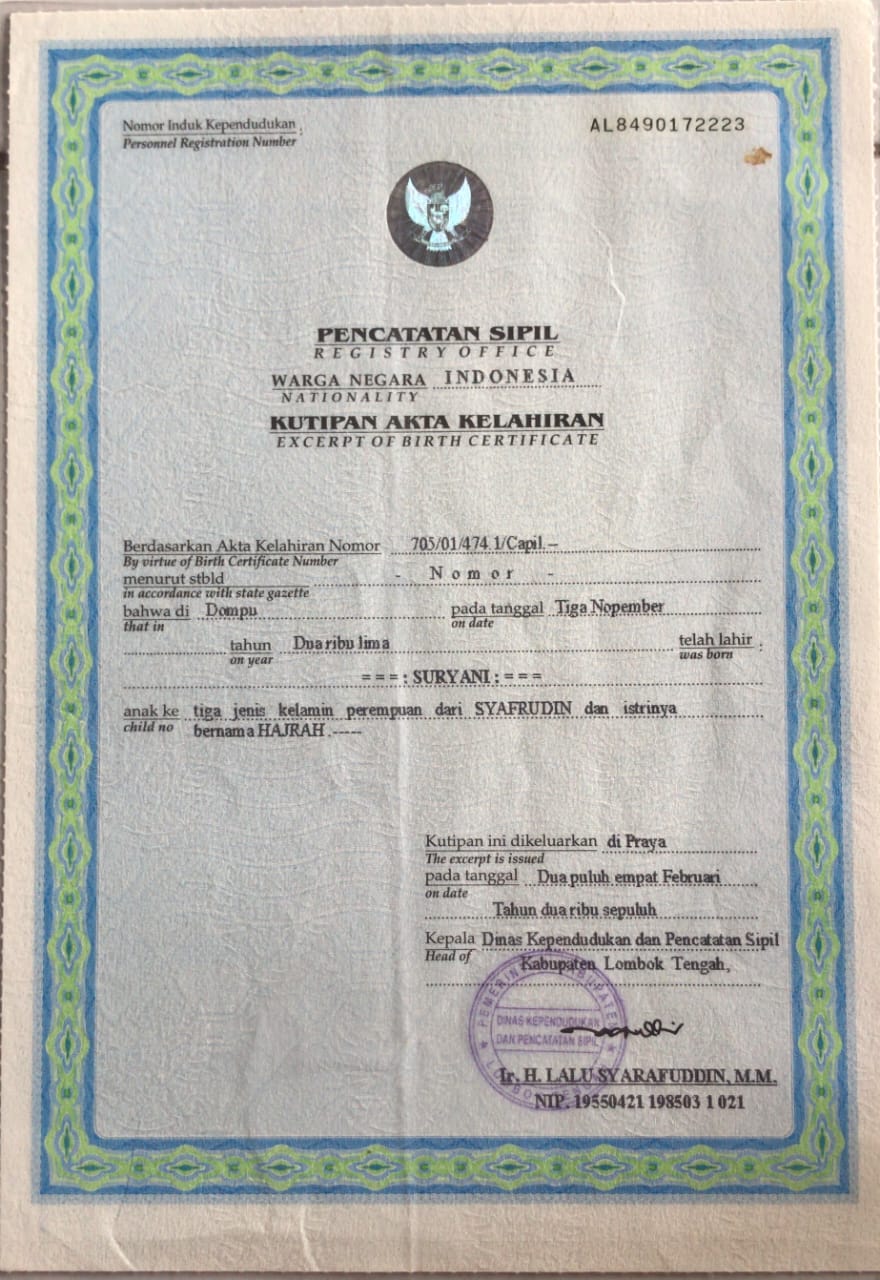 Nomor Induk Kependudukan :
Personnel Registration Number
AL8490172223
PENCATATAN SIPIL
REGISTRY OFFICE
WARGA NEGARA INDONESIA
NATIONALITY
KUTIPAN AKTA KELAHIRAN
EXCERPT OF BIRTH CERTIFICATE
Berdasarkan Akta Kelahiran Nomor 705/01/474.1/Capil.–
By virtue of Birth Certificate Number
menurut stbld - N o m o r -
in accordance with state gazette
bahwa di Dompu pada tanggal Tiga Nopember
that in on date
tahun Dua ribu lima telah lahir :
on year was born
= = = : SURYANI : = = =
anak ke tiga jenis kelamin perempuan dari SYAFRUDIN dan istrinya
child no bernama HAJRAH.-----
Kutipan ini dikeluarkan di Praya
The excerpt is issued
pada tanggal Dua puluh empat Februari
on date
Tahun dua ribu sepuluh
Kepala Dinas Kependudukan dan Pencatatan Sipil
Head of Kabupaten Lombok Tengah,
PEMERINTAH KABUPATEN
DINAS KEPENDUDUKAN
DAN PENCATATAN SIPIL
LOMBOK TENGAH
Ir. H. LALU SYARAFUDDIN, M.M.
NIP. 19550421 198503 1 021